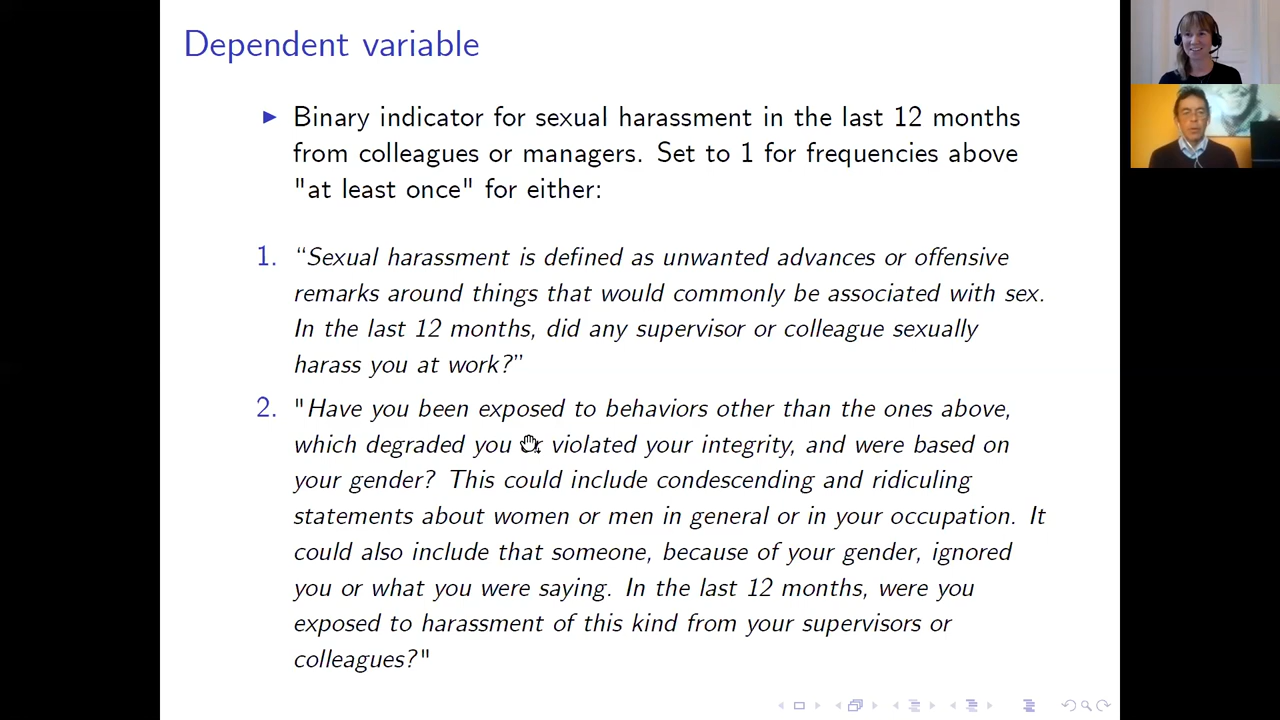 Dependent variable
Binary indicator for sexual harassment in the last 12 months
from colleagues or managers. Set to 1 for frequencies above
"at least once" for either:
1. “Sexual harassment is defined as unwanted advances or offensive
remarks around things that would commonly be associated with sex.
In the last 12 months, did any supervisor or colleague sexually
harass you at work?”
2. "Have you been exposed to behaviors other than the ones above,
which degraded you or violated your integrity, and were based on
your gender? This could include condescending and ridiculing
statements about women or men in general or in your occupation. It
could also include that someone, because of your gender, ignored
you or what you were saying. In the last 12 months, were you
exposed to harassment of this kind from your supervisors or
colleagues?"